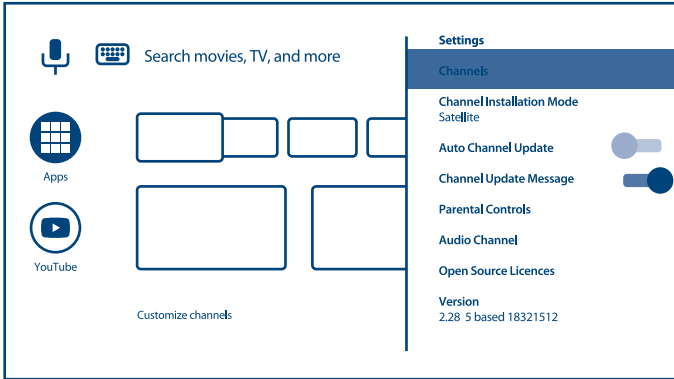 Search movies, TV, and more
Apps
YouTube
Customize channels
Settings
Channels
Channel Installation Mode
Satellite
Auto Channel Update
Channel Update Message
Parental Controls
Audio Channel
Open Source Licences
Version
2.28 5 based 18321512